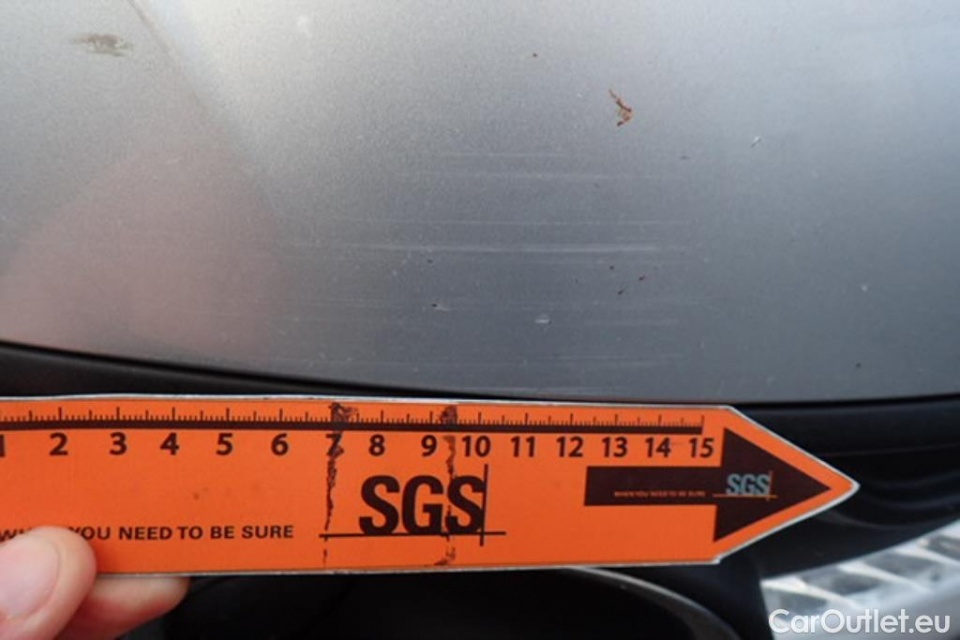 1 2 3 4 5 6 7 8 9 10 11 12 13 14 15
SGS
SGS
YOU NEED TO BE SURE
CarOutlet.eu